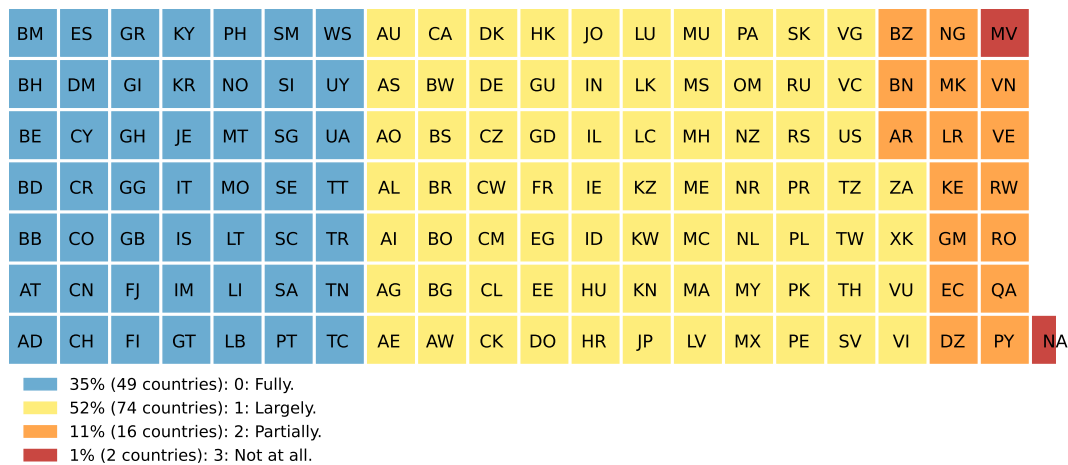 BM ES GR KY PH SM WS AU CA DK HK JO LU MU PA SK VG BZ NG MV
BH DM GI KR NO SI UY AS BW DE GU IN LK MS OM RU VC BN MK VN
BE CY GH JE MT SG UA AO BS CZ GD IL LC MH NZ RS US AR LR VE
BD CR GG IT MO SE TT AL BR CW FR IE KZ ME NR PR TZ ZA KE RW
BB CO GB IS LT SC TR AI BO CM EG ID KW MC NL PL TW XK GM RO
AT CN FJ IM LI SA TN AG BG CL EE HU KN MA MY PK TH VU EC QA
AD CH FI GT LB PT TC AE AW CK DO HR JP LV MX PE SV VI DZ PY NA
35% (49 countries): 0: Fully.
52% (74 countries): 1: Largely.
11% (16 countries): 2: Partially.
1% (2 countries): 3: Not at all.